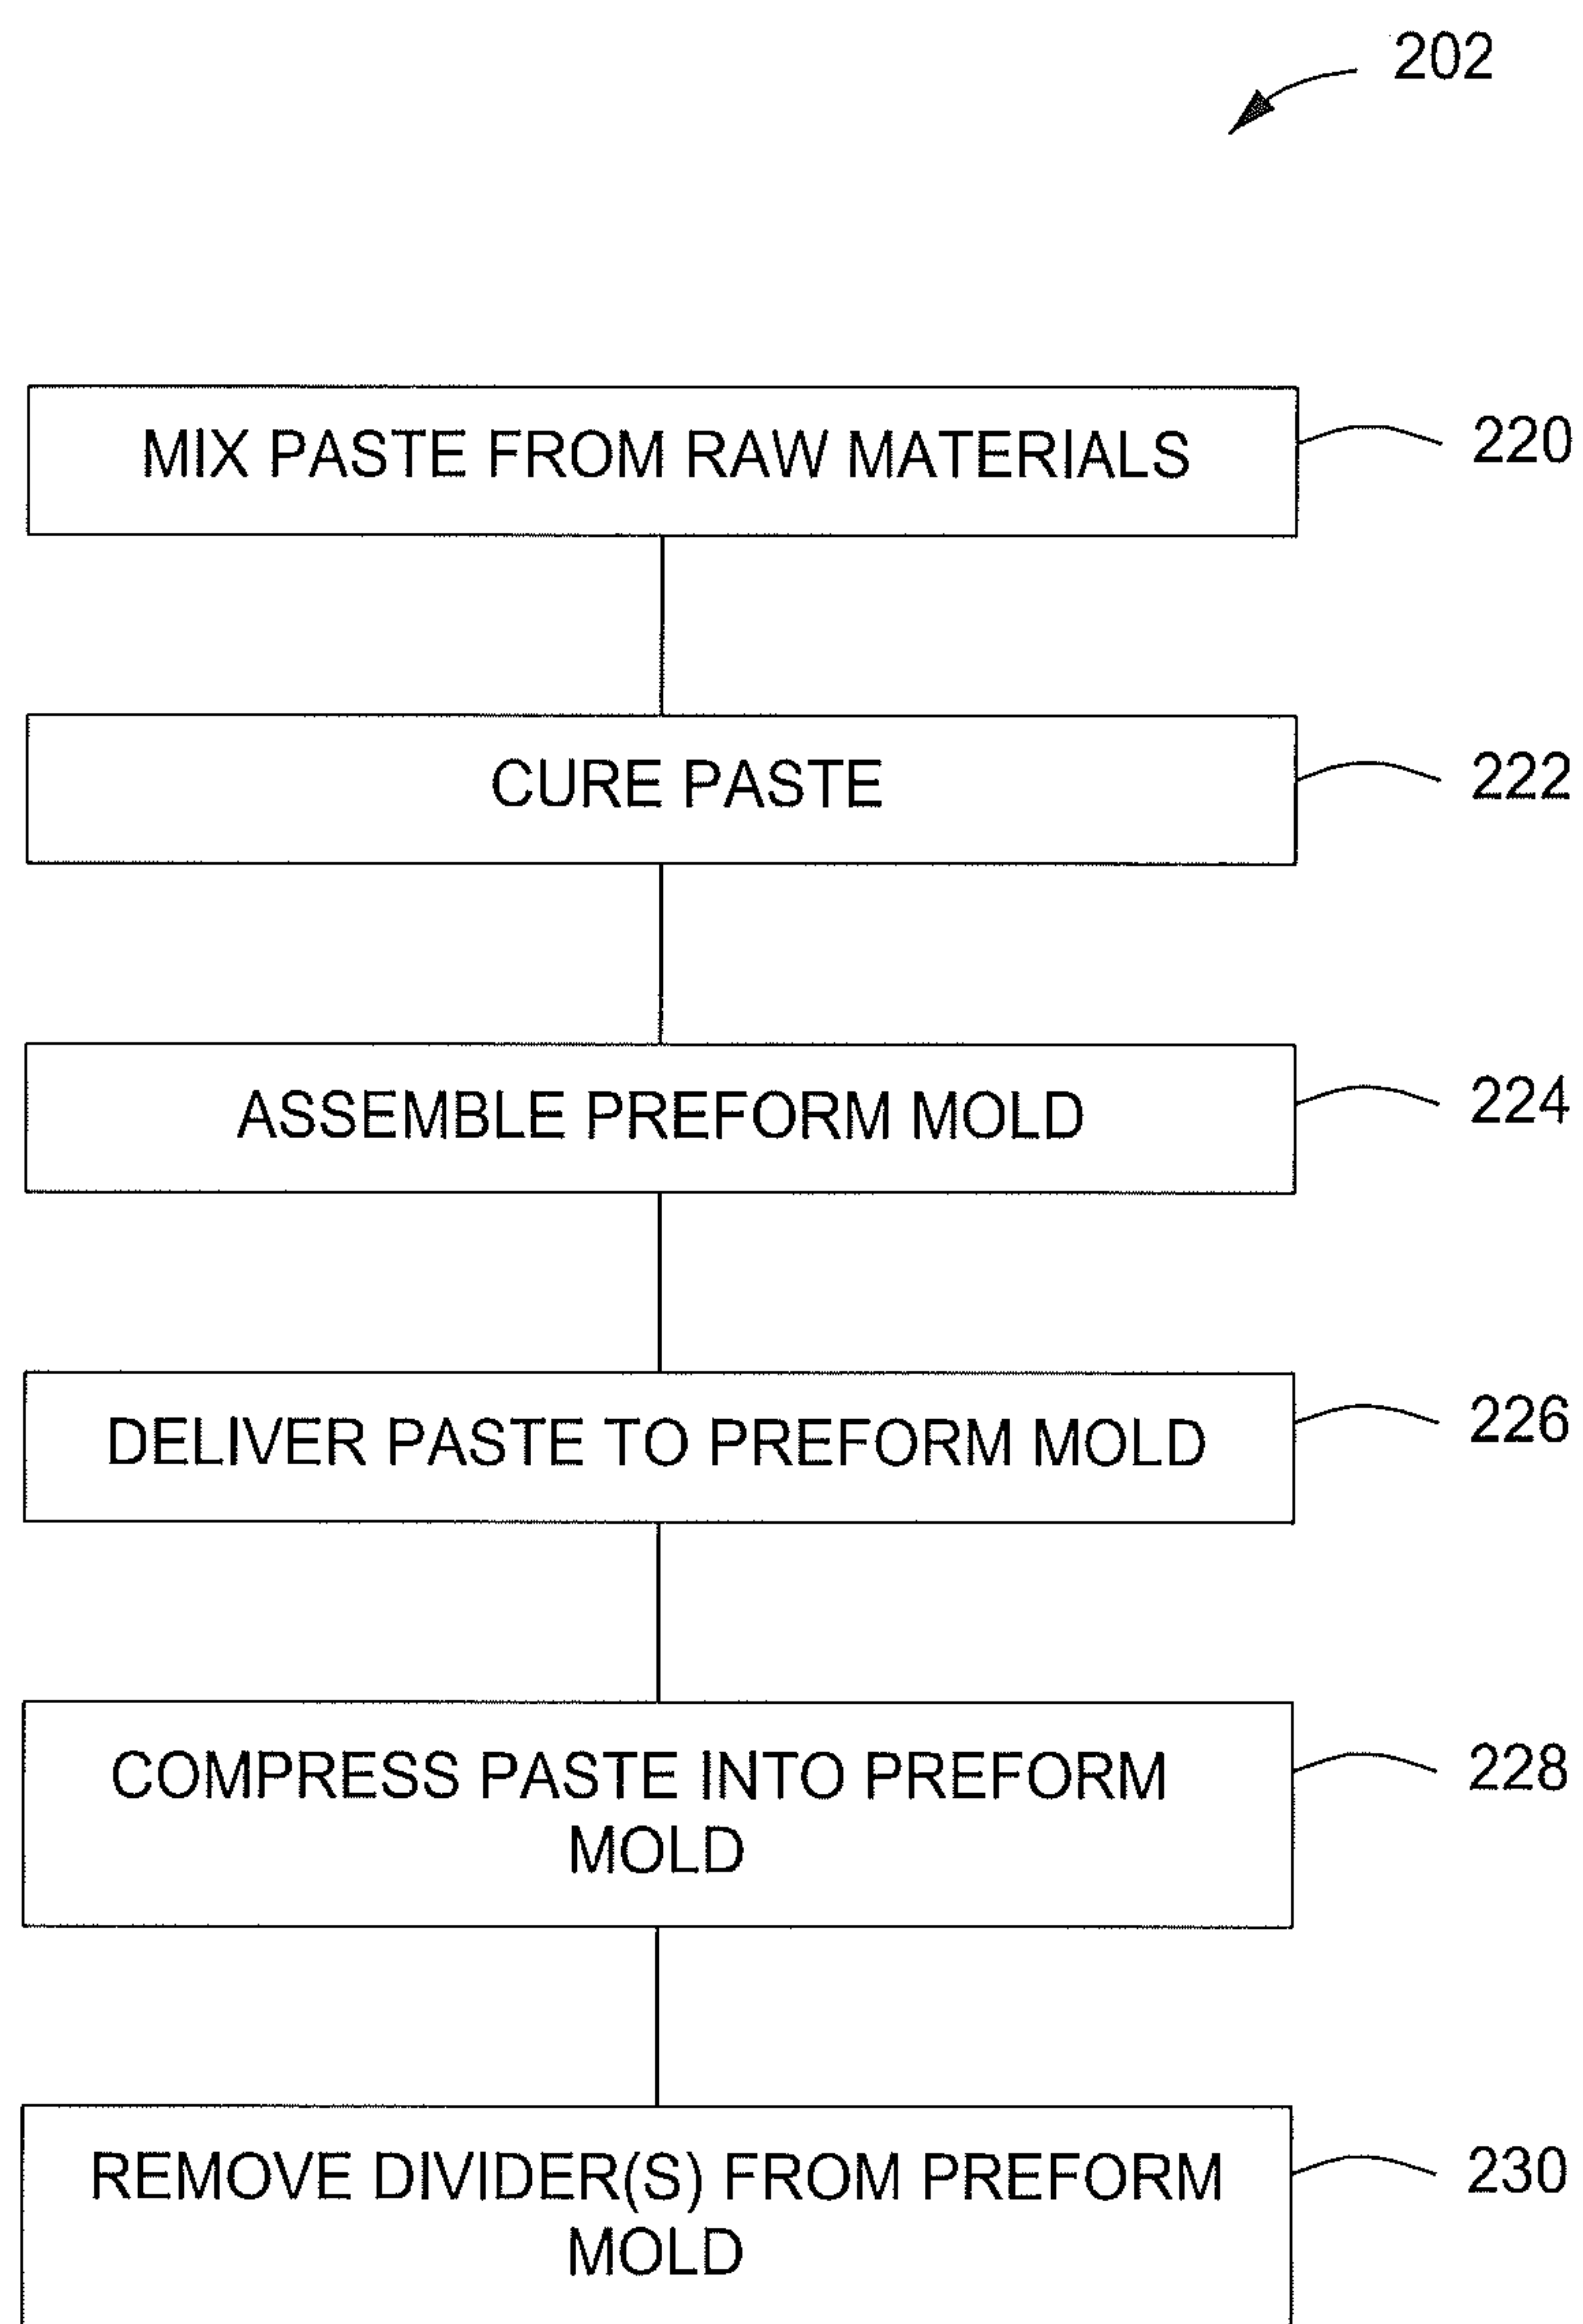 202
MIX PASTE FROM RAW MATERIALS
220
CURE PASTE
222
ASSEMBLE PREFORM MOLD
224
DELIVER PASTE TO PREFORM MOLD
226
COMPRESS PASTE INTO PREFORM
MOLD
228
REMOVE DIVIDER(S) FROM PREFORM
MOLD
230